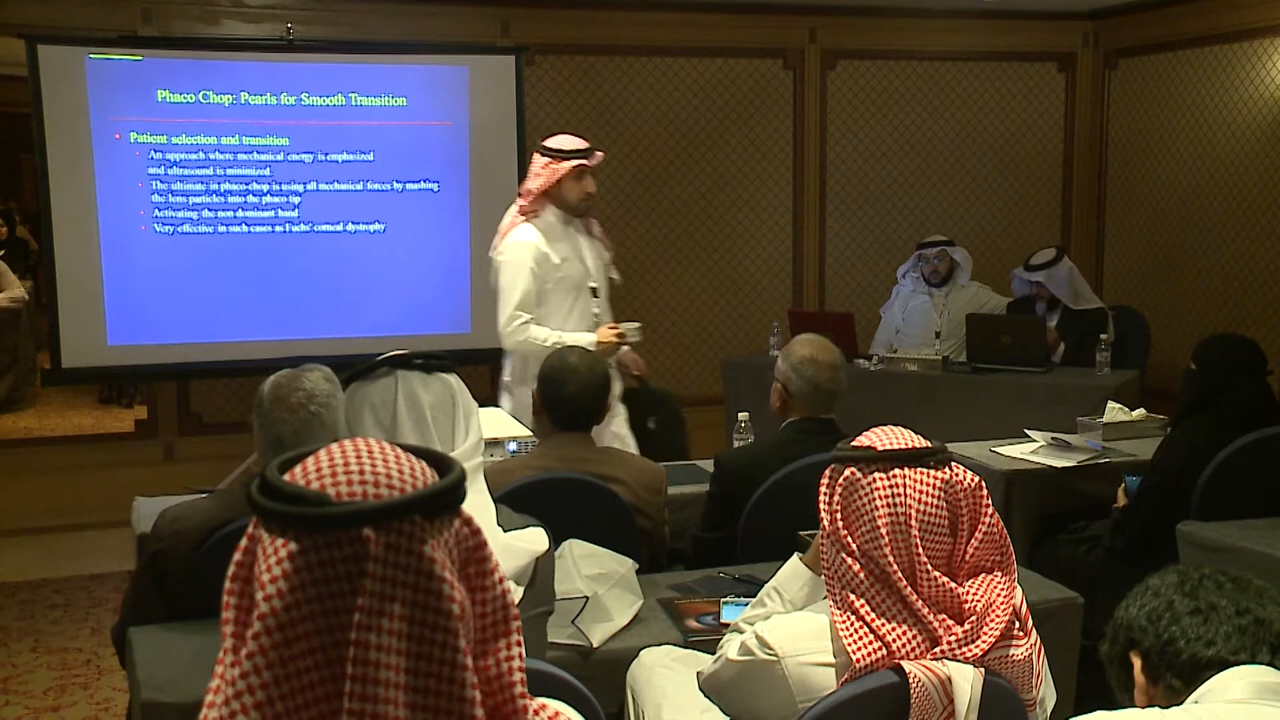 Phaco Chop: Pearls for Smooth Transition
Patient selection and transition
An approach where mechanical energy is emphasized
and ultrasound is minimized.
The ultimate in phaco-chop is using all mechanical forces by mashing
the lens particles into the phaco tip
Activating the non dominant hand
Very effective in such cases as Fuchs' corneal dystrophy